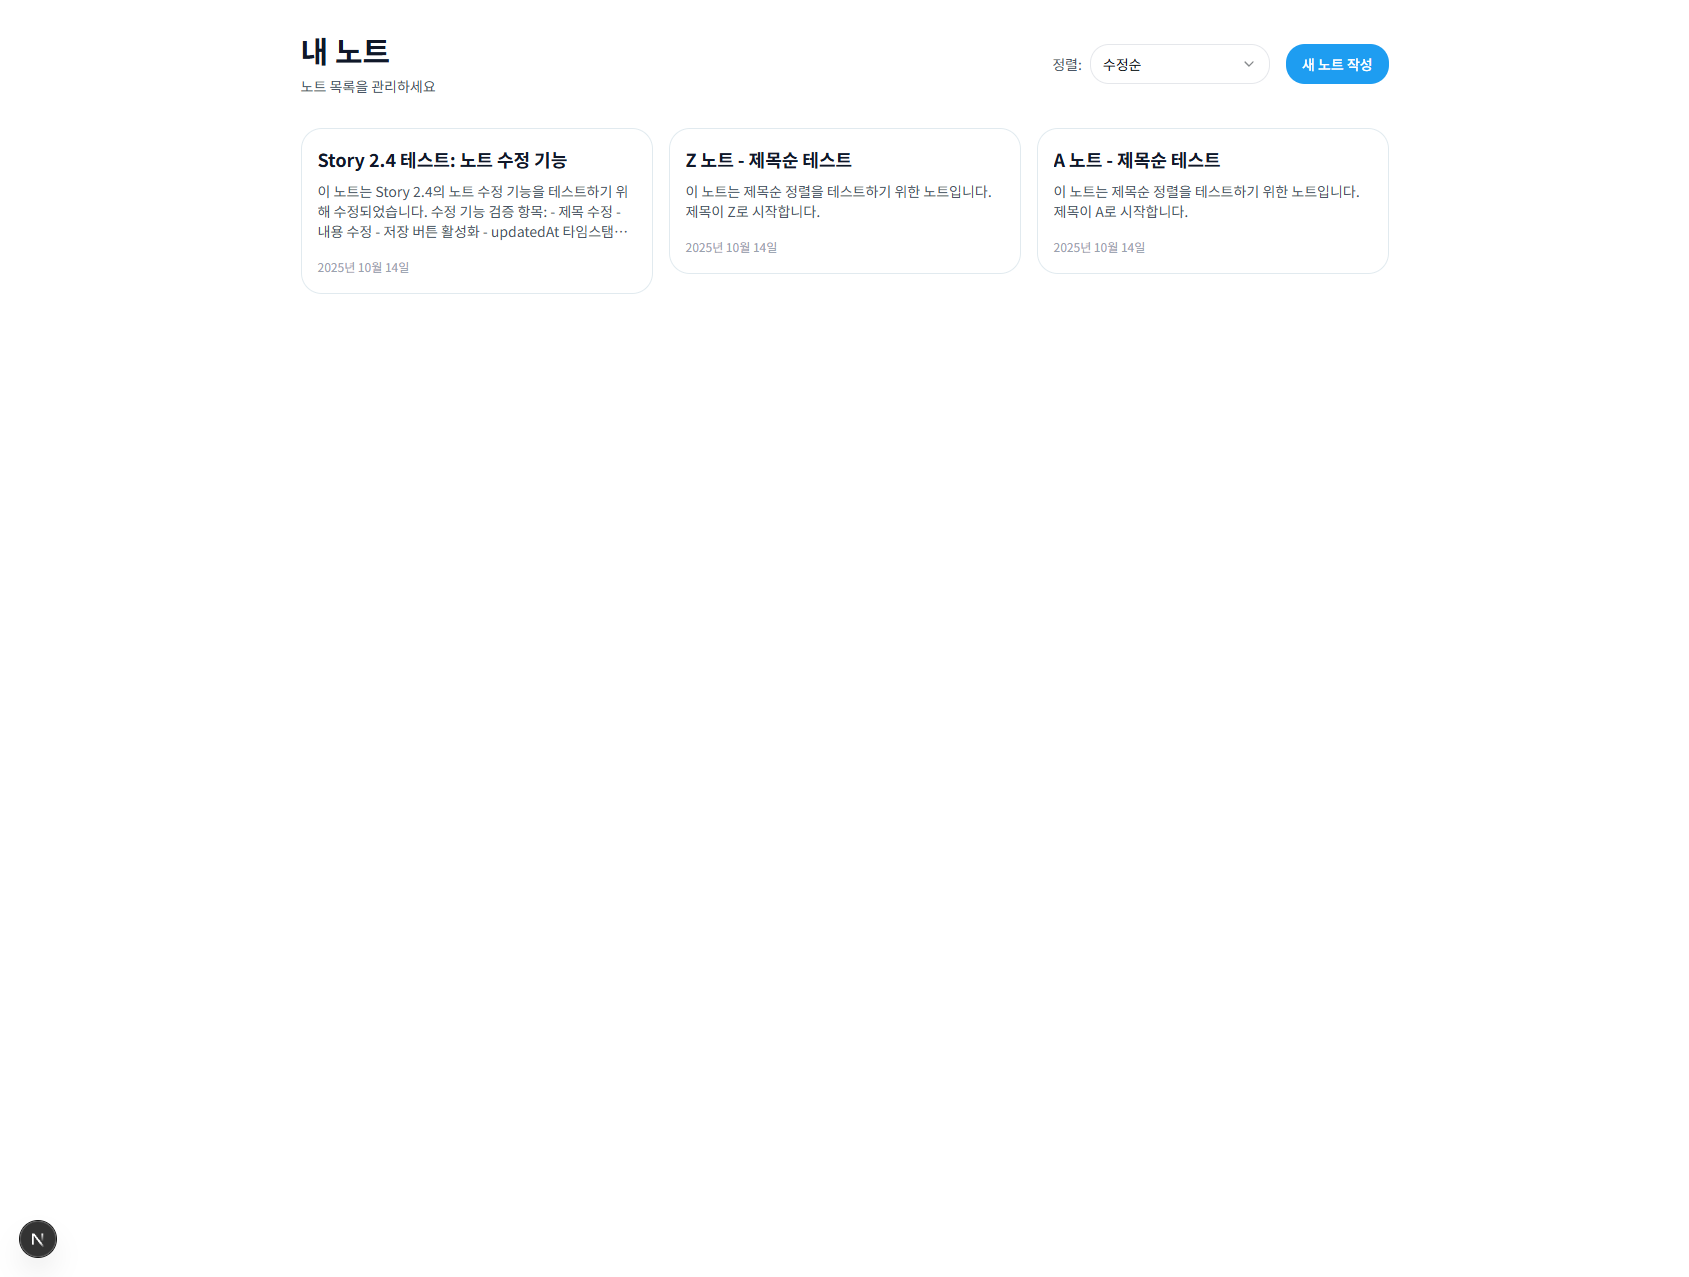 내 노트
노트 목록을 관리하세요
정렬:
수정순
새 노트 작성
Story 2.4 테스트: 노트 수정 기능
이 노트는 Story 2.4의 노트 수정 기능을 테스트하기 위
해 수정되었습니다. 수정 기능 검증 항목: - 제목 수정 -
내용 수정 - 저장 버튼 활성화 - updatedAt 타임스탬…
2025년 10월 14일
Z 노트 - 제목순 테스트
이 노트는 제목순 정렬을 테스트하기 위한 노트입니다.
제목이 Z로 시작합니다.
2025년 10월 14일
A 노트 - 제목순 테스트
이 노트는 제목순 정렬을 테스트하기 위한 노트입니다.
제목이 A로 시작합니다.
2025년 10월 14일
N